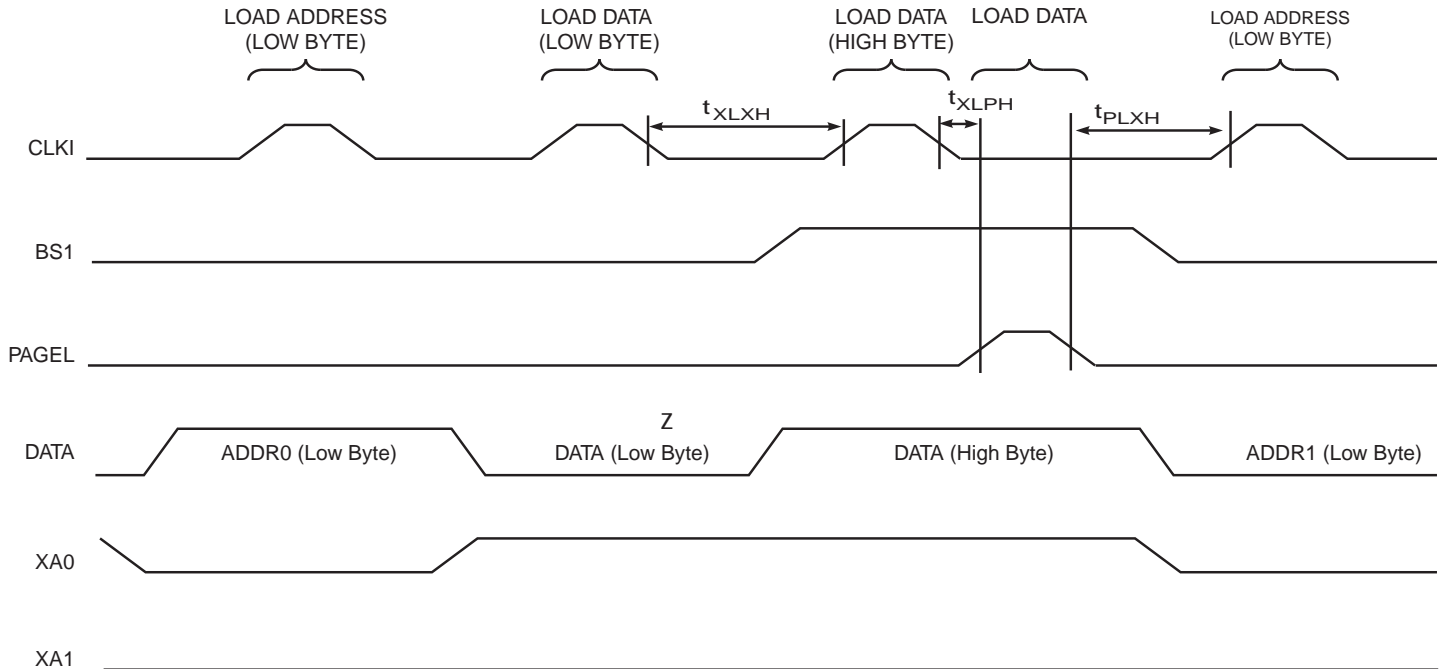 LOAD ADDRESS
(LOW BYTE)
LOAD DATA
(LOW BYTE)
LOAD DATA
(HIGH BYTE)
LOAD DATA
LOAD ADDRESS
(LOW BYTE)
tXLXH
tXLPH
tPLXH
CLKI
BS1
PAGEL
z
DATA
ADDR0 (Low Byte)
DATA (Low Byte)
DATA (High Byte)
ADDR1 (Low Byte)
XA0
XA1